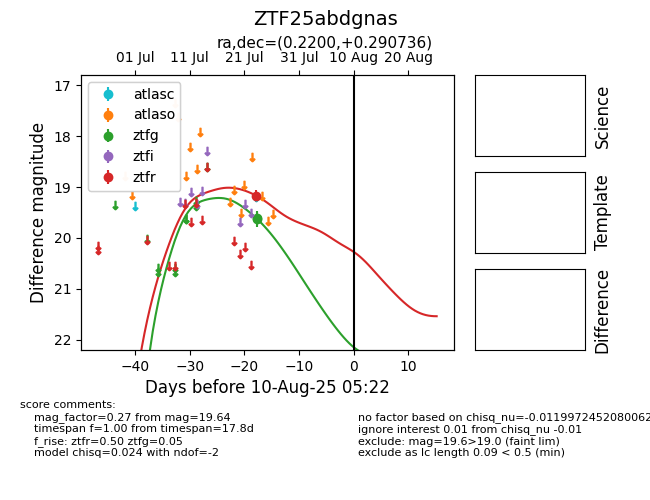 ZTF25abdgnas
ra,dec=(0.2200,+0.290736)
01 Jul 11 Jul 21 Jul 31 Jul 10 Aug 20 Aug
17
18
19
20
21
22
Difference magnitude
atlasc
atlaso
ztfg
ztfi
ztfr
−40 −30 −20 −10 0 10
Days before 10-Aug-25 05:22
Science
Template
Difference
score comments:
mag_factor=0.27 from mag=19.64
timespan f=1.00 from timespan=17.8d
f_rise: ztfr=0.50 ztfg=0.05
model chisq=0.024 with ndof=-2
no factor based on chisq_nu=-0.0119972452080062
ignore interest 0.01 from chisq_nu -0.01
exclude: mag=19.6>19.0 (faint lim)
exclude as lc length 0.09 < 0.5 (min)